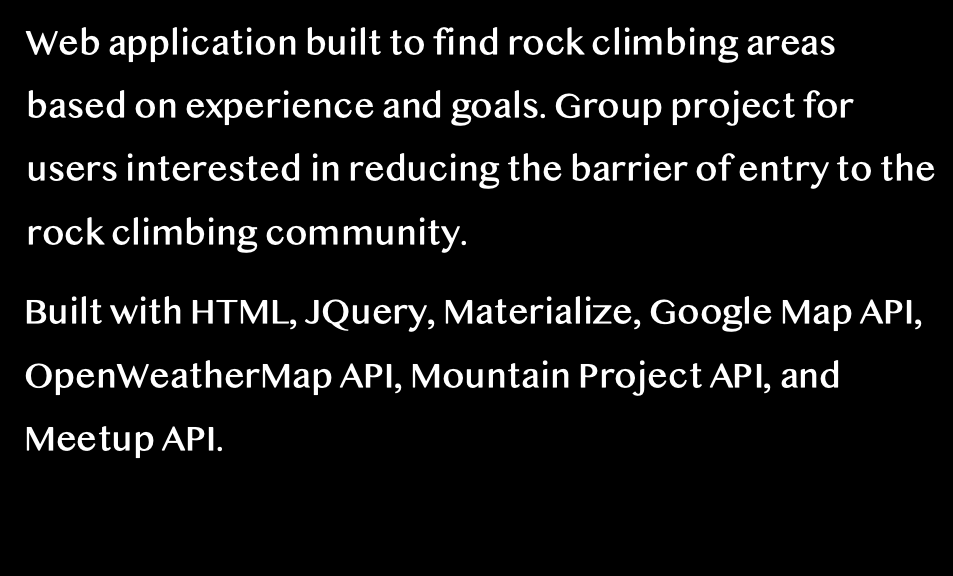 Web application built to find rock climbing areas
based on experience and goals. Group project for
users interested in reducing the barrier of entry to the
rock climbing community.
Built with HTML, JQuery, Materialize, Google Map API,
OpenWeatherMap API, Mountain Project API, and
Meetup API.